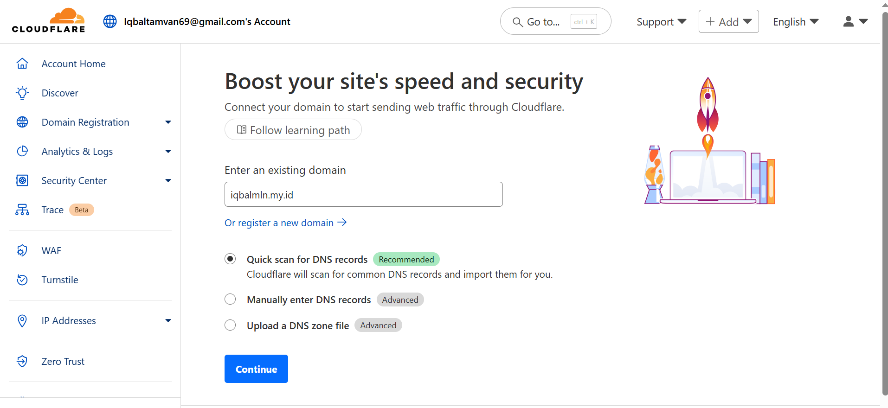 CLOUDFLARE
Iqbaltamvan69@gmail.com's Account
Go to... ctrl + K
Support
+ Add
English
Account Home
Discover
Domain Registration
Analytics & Logs
Security Center
Trace Beta
WAF
Turnstile
IP Addresses
Zero Trust
Boost your site's speed and security
Connect your domain to start sending web traffic through Cloudflare.
Follow learning path
Enter an existing domain
iqbalmln.my.id
Or register a new domain →
Quick scan for DNS records Recommended
Cloudflare will scan for common DNS records and import them for you.
Manually enter DNS records Advanced
Upload a DNS zone file Advanced
Continue